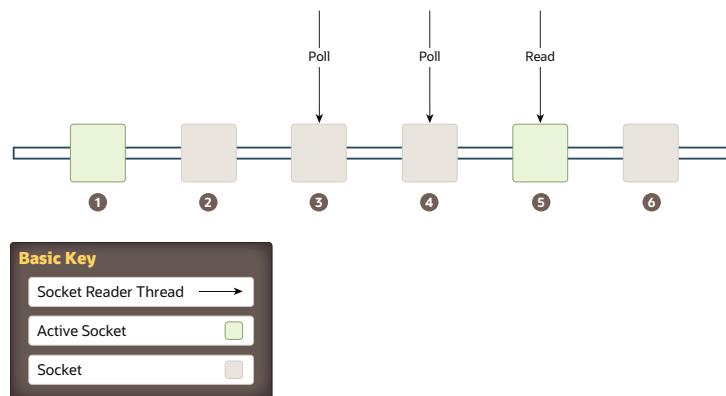 Poll
Poll
Read
1
2
3
4
5
6
Basic Key
Socket Reader Thread
Active Socket
Socket